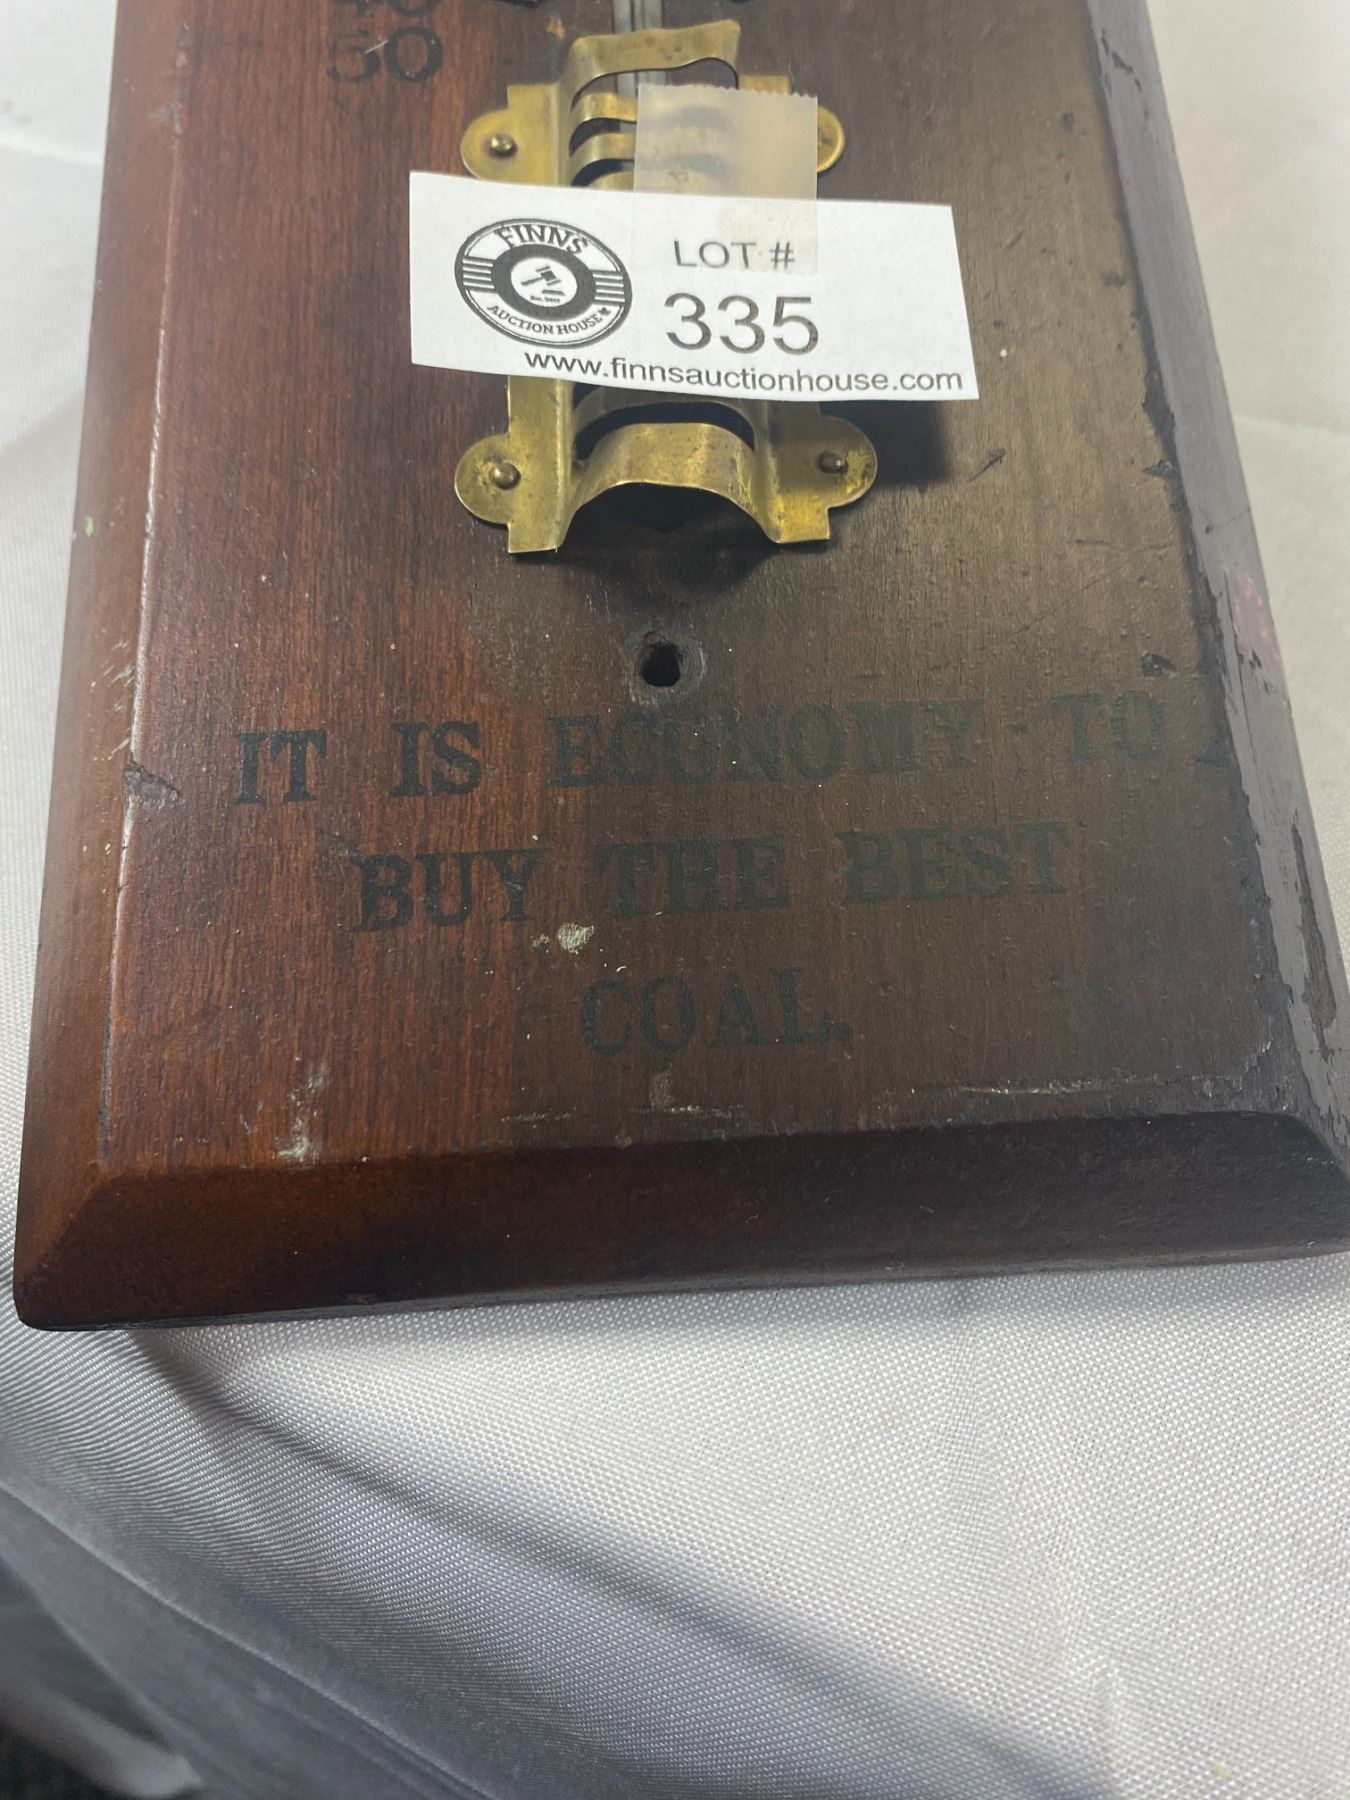 50
FINNS
AUCTION HOUSE
LOT #
335
www.finnsauctionhouse.com
IT IS ECONOMY TO
BUY THE BEST
COAL.